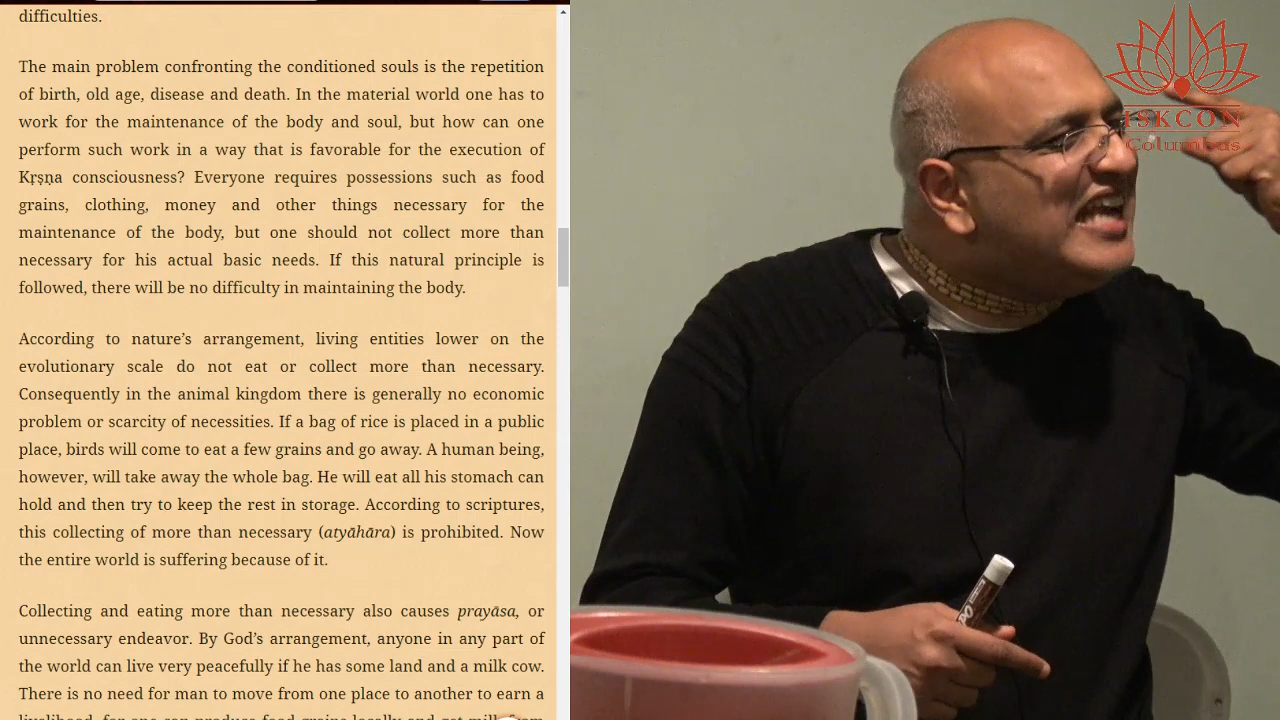 difficulties.
The main problem confronting the conditioned souls is the repetition
of birth, old age, disease and death. In the material world one has to
work for the maintenance of the body and soul, but how can one
perform such work in a way that is favorable for the execution of
Kṛṣṇa consciousness? Everyone requires possessions such as food
grains, clothing, money and other things necessary for the
maintenance of the body, but one should not collect more than
necessary for his actual basic needs. If this natural principle is
followed, there will be no difficulty in maintaining the body.
According to nature’s arrangement, living entities lower on the
evolutionary scale do not eat or collect more than necessary.
Consequently in the animal kingdom there is generally no economic
problem or scarcity of necessities. If a bag of rice is placed in a public
place, birds will come to eat a few grains and go away. A human being,
however, will take away the whole bag. He will eat all his stomach can
hold and then try to keep the rest in storage. According to scriptures,
this collecting of more than necessary (atyāhāra) is prohibited. Now
the entire world is suffering because of it.
Collecting and eating more than necessary also causes prayāsa, or
unnecessary endeavor. By God’s arrangement, anyone in any part of
the world can live very peacefully if he has some land and a milk cow.
There is no need for man to move from one place to another to earn a
livelihood, for one can produce food grains locally and get milk from
ISKCON
Columbus